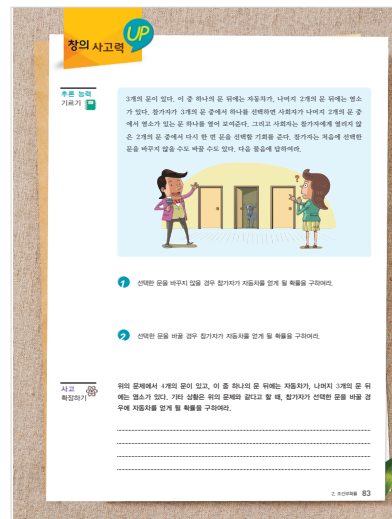 창의 사고력 UP
추론 능력
기르기
3개의 문이 있다. 이 중 하나의 문 뒤에는 자동차가, 나머지 2개의 문 뒤에는 염소
가 있다. 참가자가 3개의 문 중에서 하나를 선택하면 사회자가 나머지 2개의 문 중
에서 염소가 있는 문 하나를 열어 보여준다. 그리고 사회자는 참가자에게 열리지 않
은 2개의 문 중에서 다시 한 번 문을 선택할 기회를 준다. 참가자는 처음에 선택한
문을 바꾸지 않을 수도 바꿀 수도 있다. 다음 물음에 답하여라.
1 선택한 문을 바꾸지 않을 경우 참가자가 자동차를 얻게 될 확률을 구하여라.
2 선택한 문을 바꿀 경우 참가자가 자동차를 얻게 될 확률을 구하여라.
사고
확장하기
위의 문제에서 4개의 문이 있고, 이 중 하나의 문 뒤에는 자동차가, 나머지 3개의 문 뒤
에는 염소가 있다. 기타 상황은 위의 문제와 같다고 할 때, 참가자가 선택한 문을 바꿀 경
우에 자동차를 얻게 될 확률을 구하여라.
2. 조건부확률 83